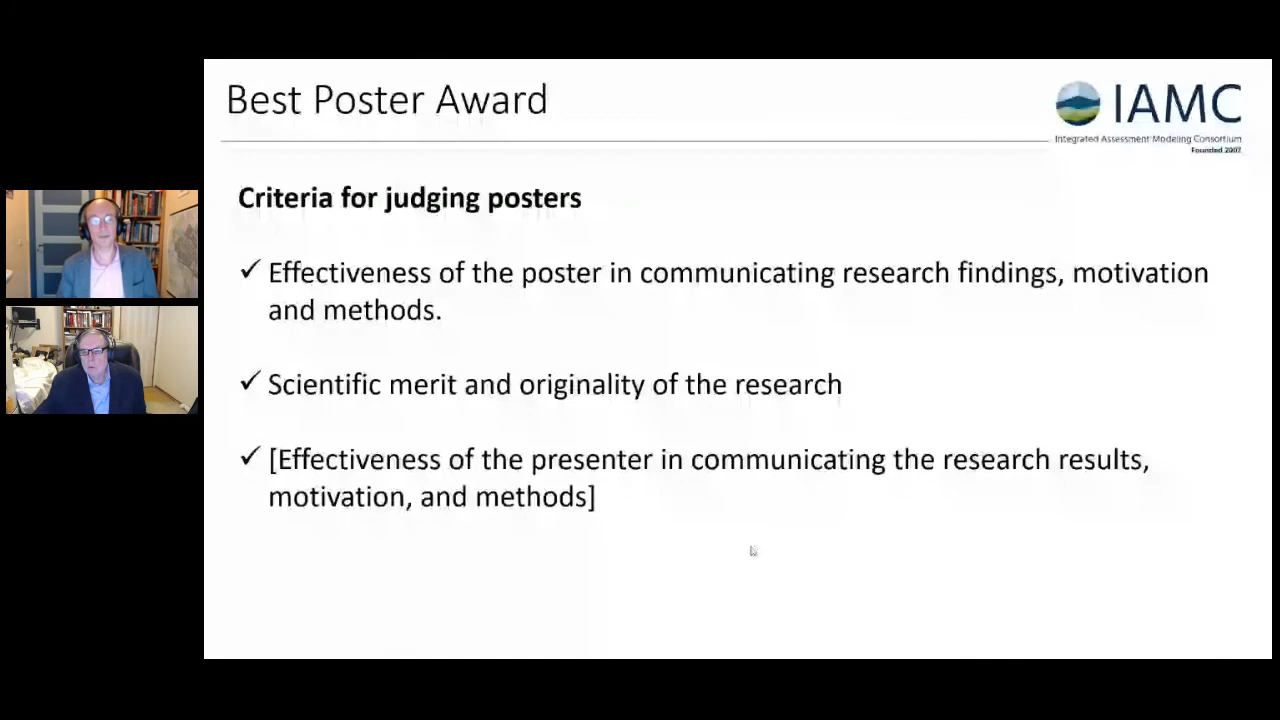 Best Poster Award
IAMC
Integrated Assessment Modeling Consortium
Founded 2007
Criteria for judging posters
✓ Effectiveness of the poster in communicating research findings, motivation
and methods.
✓ Scientific merit and originality of the research
✓ [Effectiveness of the presenter in communicating the research results,
motivation, and methods]